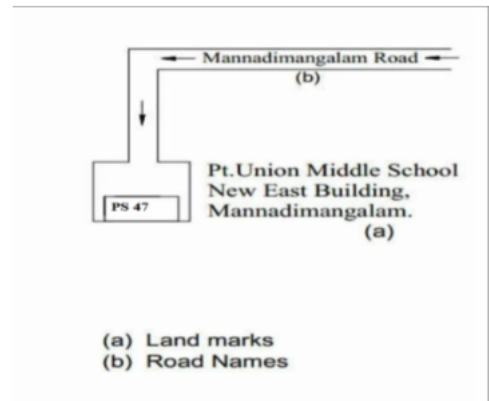 Mannadimangalam Road
(b)
Pt.Union Middle School
New East Building,
PS 47
Mannadimangalam.
(a)
(a) Land marks
(b) Road Names